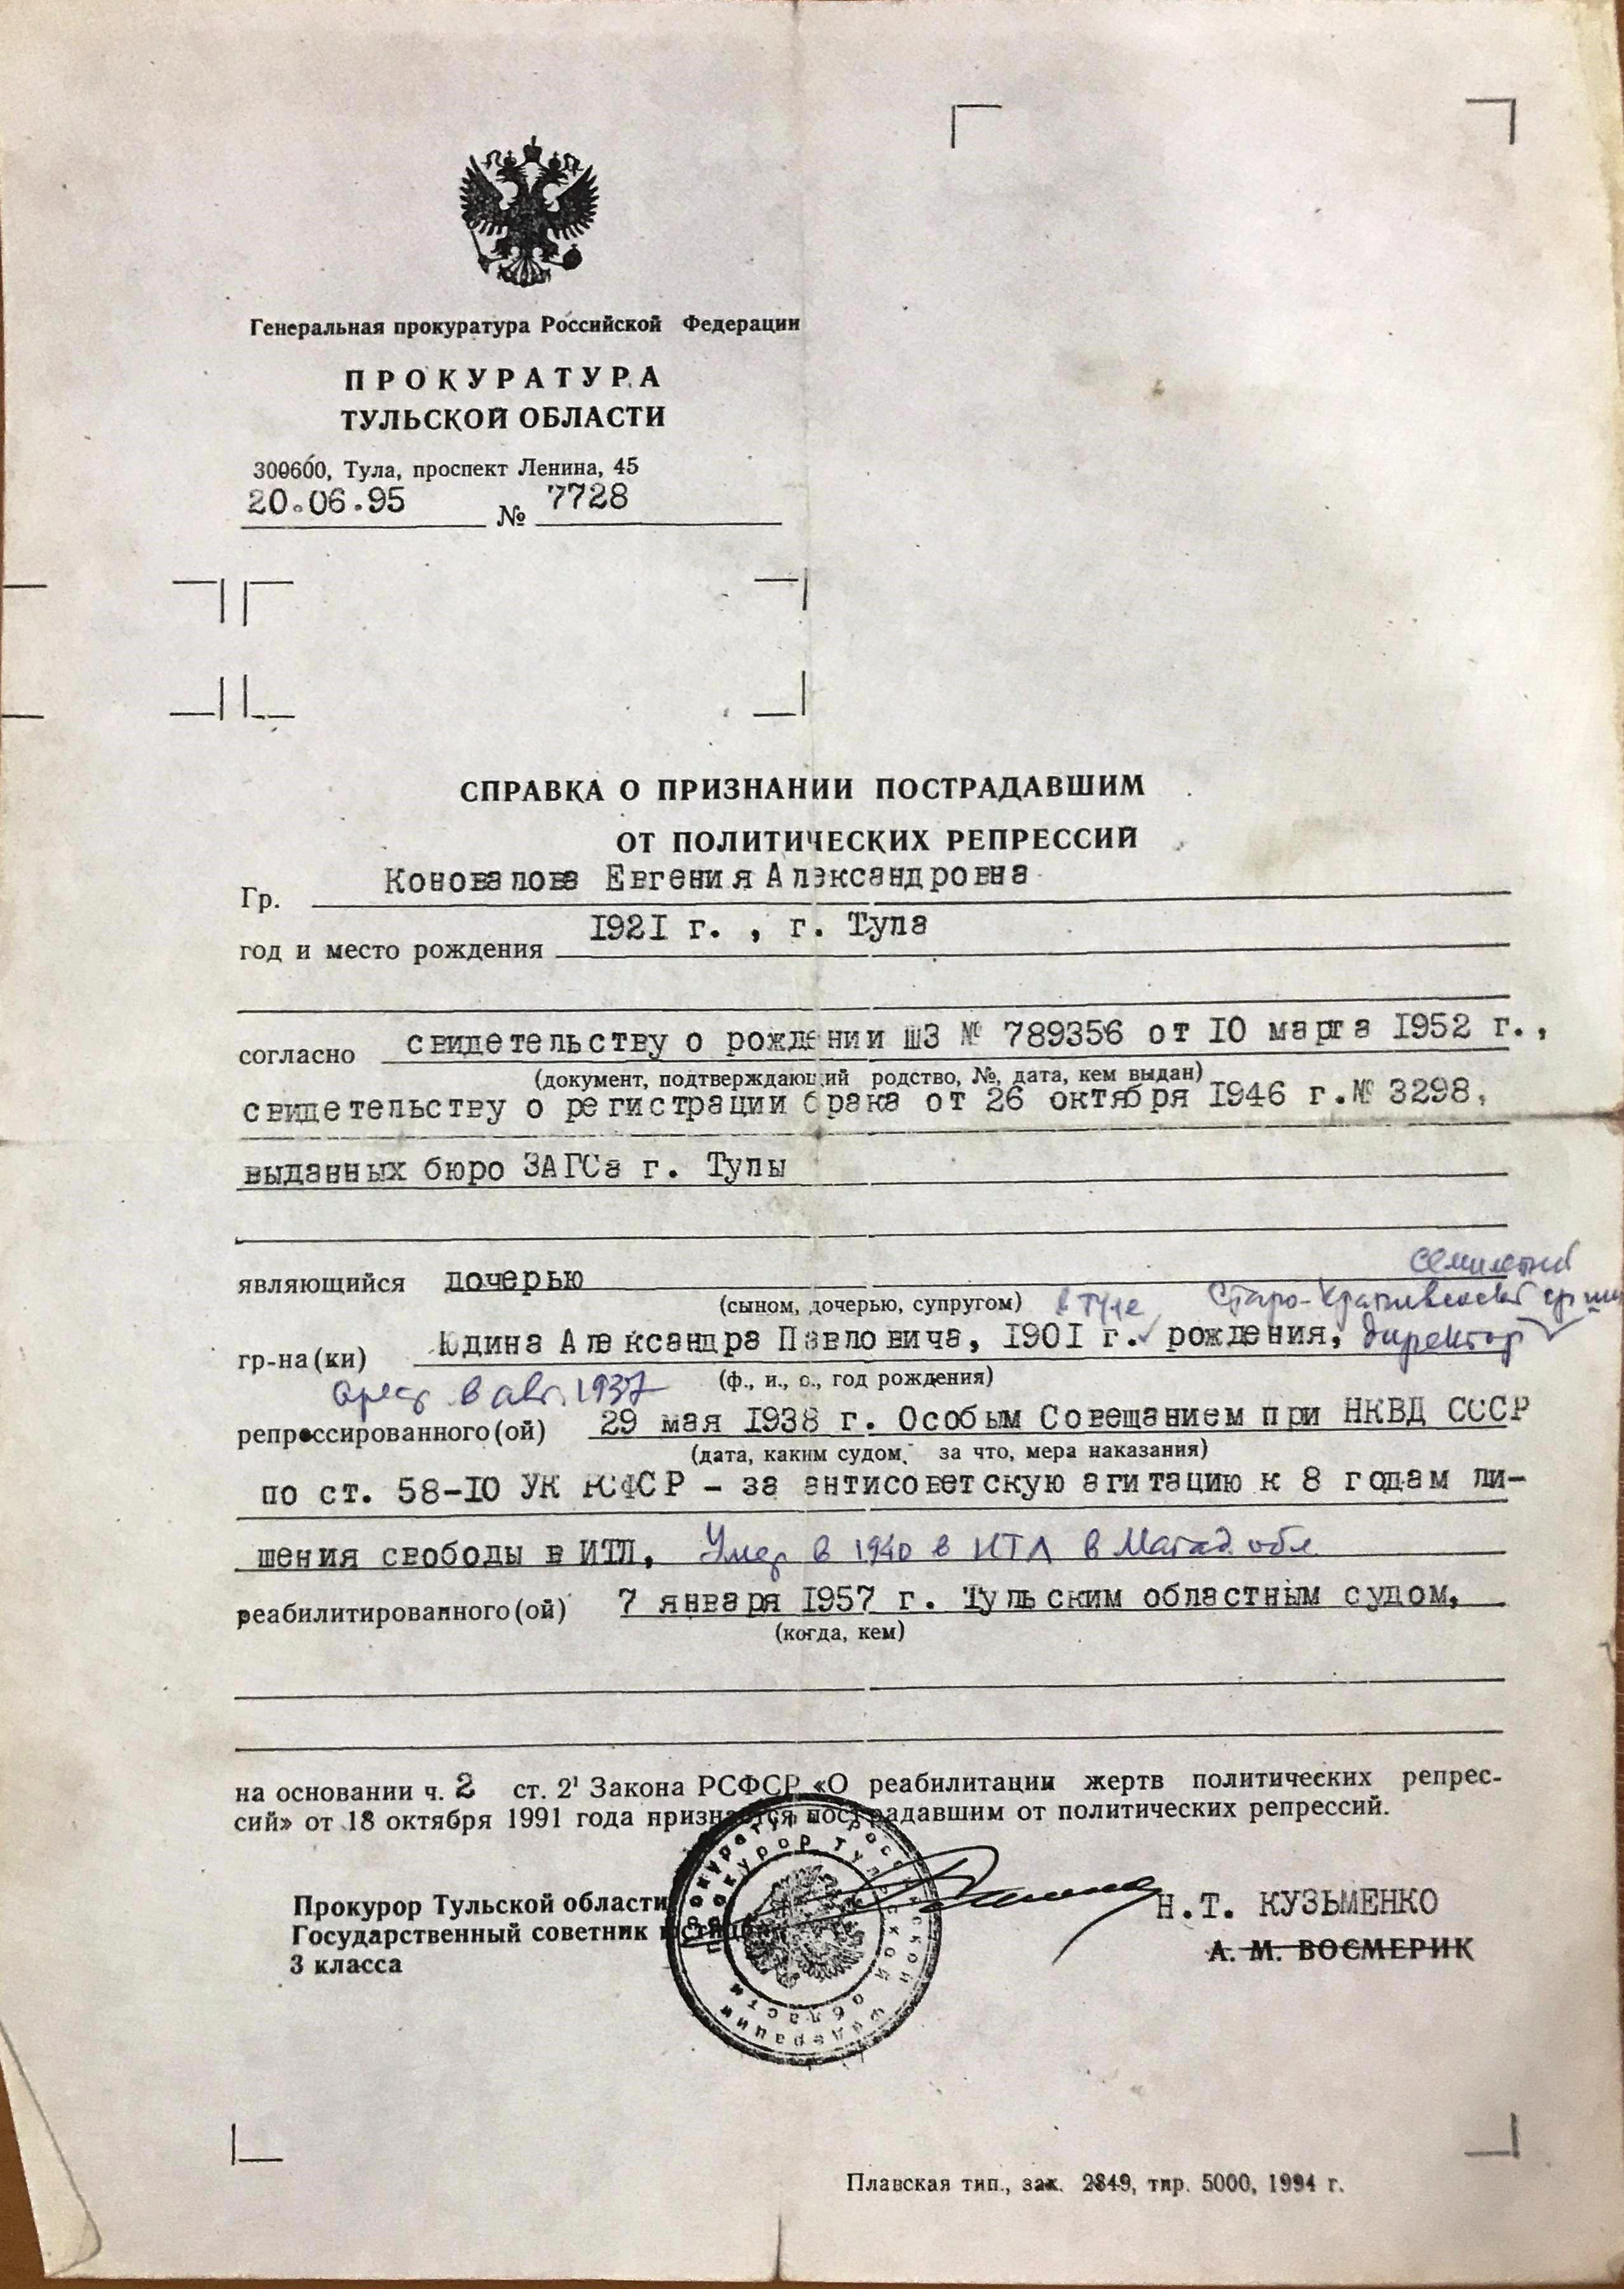 Генеральная прокуратура Российской Федерации
ПРОКУРАТУРА
ТУЛЬСКОЙ ОБЛАСТИ
300600, Тула, проспект Ленина, 45
20.06.95 № 7728
СПРАВКА О ПРИЗНАНИИ ПОСТРАДАВШИМ
ОТ ПОЛИТИЧЕСКИХ РЕПРЕССИЙ
Гр. Коновалова Евгения Александровна
год и место рождения 1921 г. , г. Тула
согласно свидетельству о рождении ШЗ № 789356 от 10 марта 1952 г.,
(документ, подтверждающий родство, №, дата, кем выдан)
свидетельству о регистрации брака от 26 октября 1946 г. № 3298,
выданных бюро ЗАГСа г. Тулы
семилетней
являющийся дочерью
(сыном, дочерью, супругом) в Туле Старо-Крапивенской
гр-на(ки) Юдина Александра Павловича, 1901 г. рождения, директор
(ф., и., о., год рождения)
арест. в авг. 1937
репрессированного(ой) 29 мая 1938 г. Особым Совещанием при НКВД СССР
(дата, каким судом, за что, мера наказания)
по ст. 58-10 УК РСФСР - за антисоветскую агитацию к 8 годам ли-
шения свободы в ИТЛ. Умер в 1940 в ИТЛ в Магад. обл
реабилитированного(ой) 7 января 1957 г. Тульским областным судом,
(когда, кем)
на основании ч. 2 ст. 2¹ Закона РСФСР «О реабилитации жертв политических репрес-
сий» от 18 октября 1991 года признается пострадавшим от политических репрессий.
Прокурор Тульской области
Государственный советник юстиции
3 класса
Н.Т. КУЗЬМЕНКО
А. М. ВОСМЕРИК
прокуратура Российской Федерации
Прокурор Тульской области
Плавская тип., зак. 2849, тир. 5000, 1994 г.